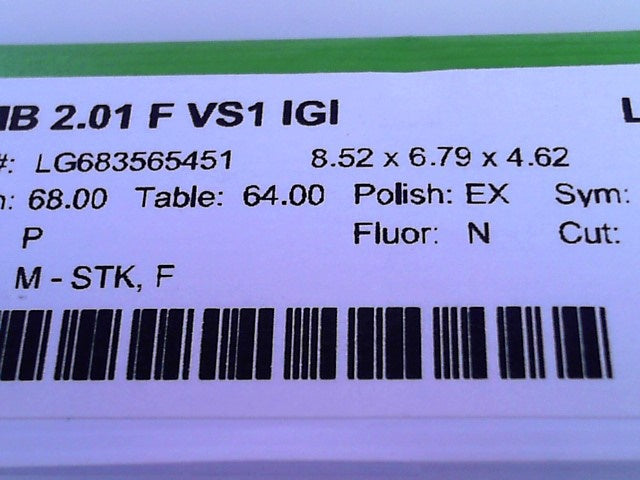 MB 2.01 F VS1 IGI L
#: LG683565451 8.52 x 6.79 x 4.62
h: 68.00 Table: 64.00 Polish: EX Sym:
P Fluor: N Cut:
M - STK, F